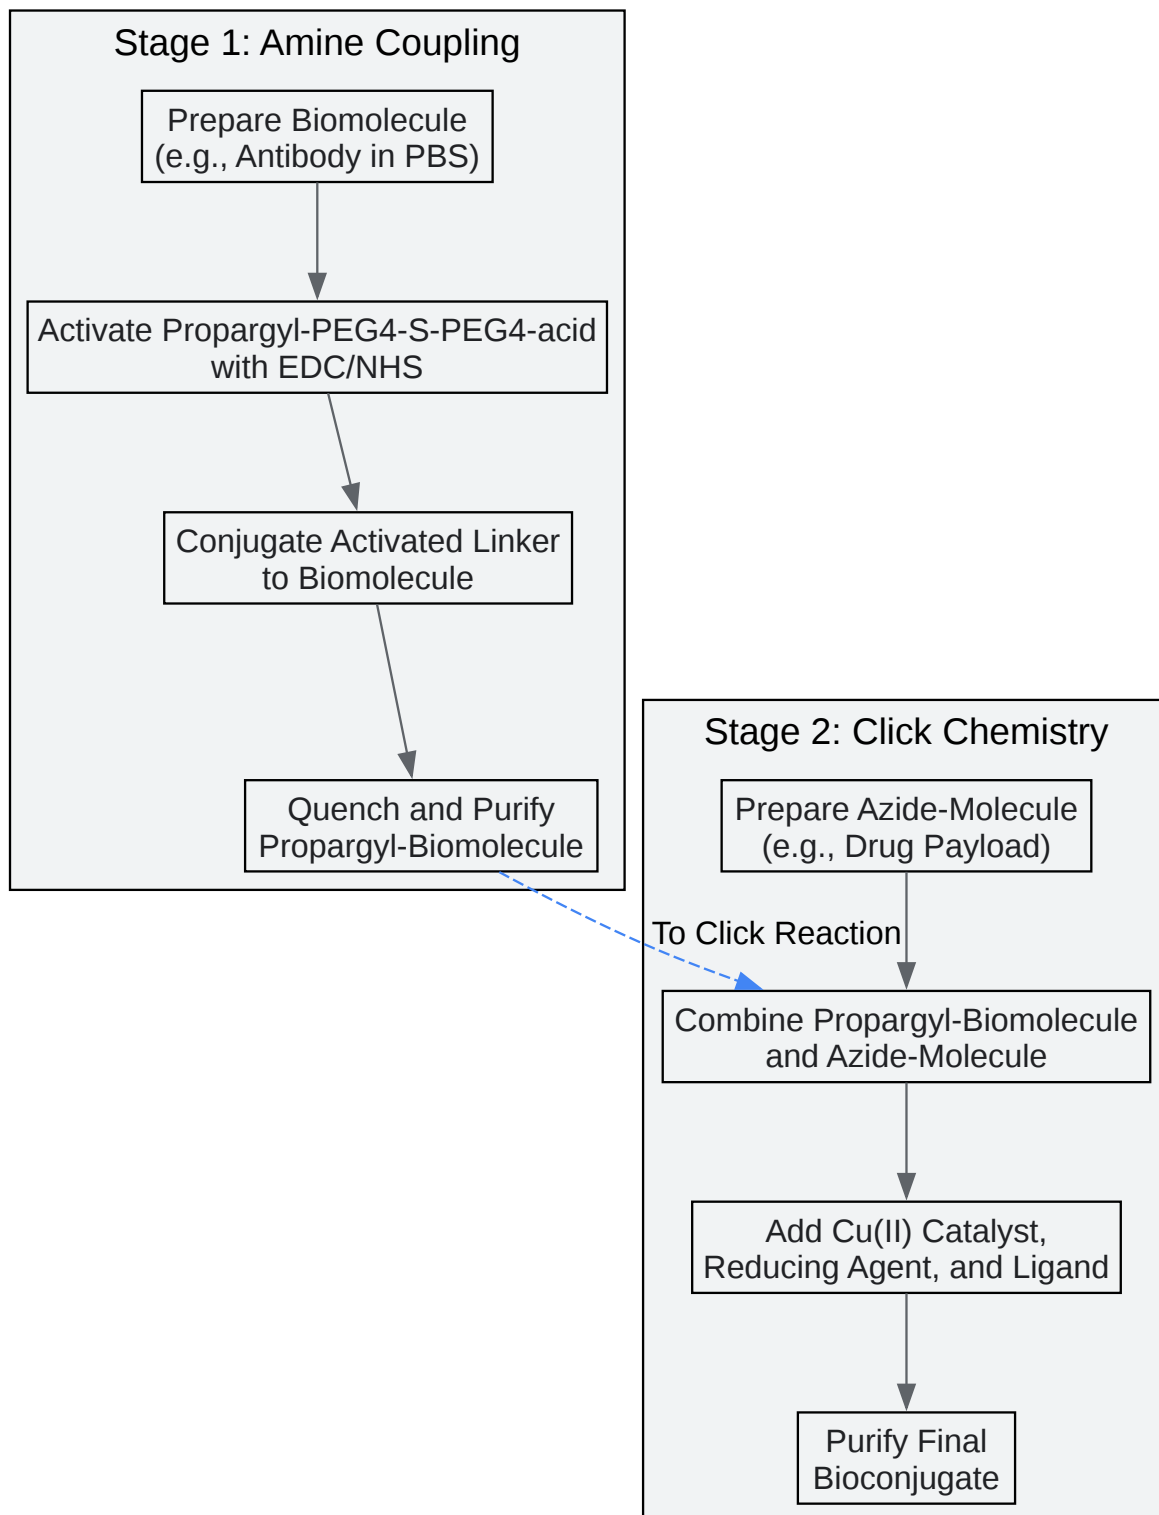 Stage 1: Amine Coupling
Prepare Biomolecule
(e.g., Antibody in PBS)
Activate Propargyl-PEG4-S-PEG4-acid
with EDC/NHS
Conjugate Activated Linker
to Biomolecule
Quench and Purify
Propargyl-Biomolecule
Stage 2: Click Chemistry
Prepare Azide-Molecule
(e.g., Drug Payload)
To Click Reaction
Combine Propargyl-Biomolecule
and Azide-Molecule
Add Cu(II) Catalyst,
Reducing Agent, and Ligand
Purify Final
Bioconjugate